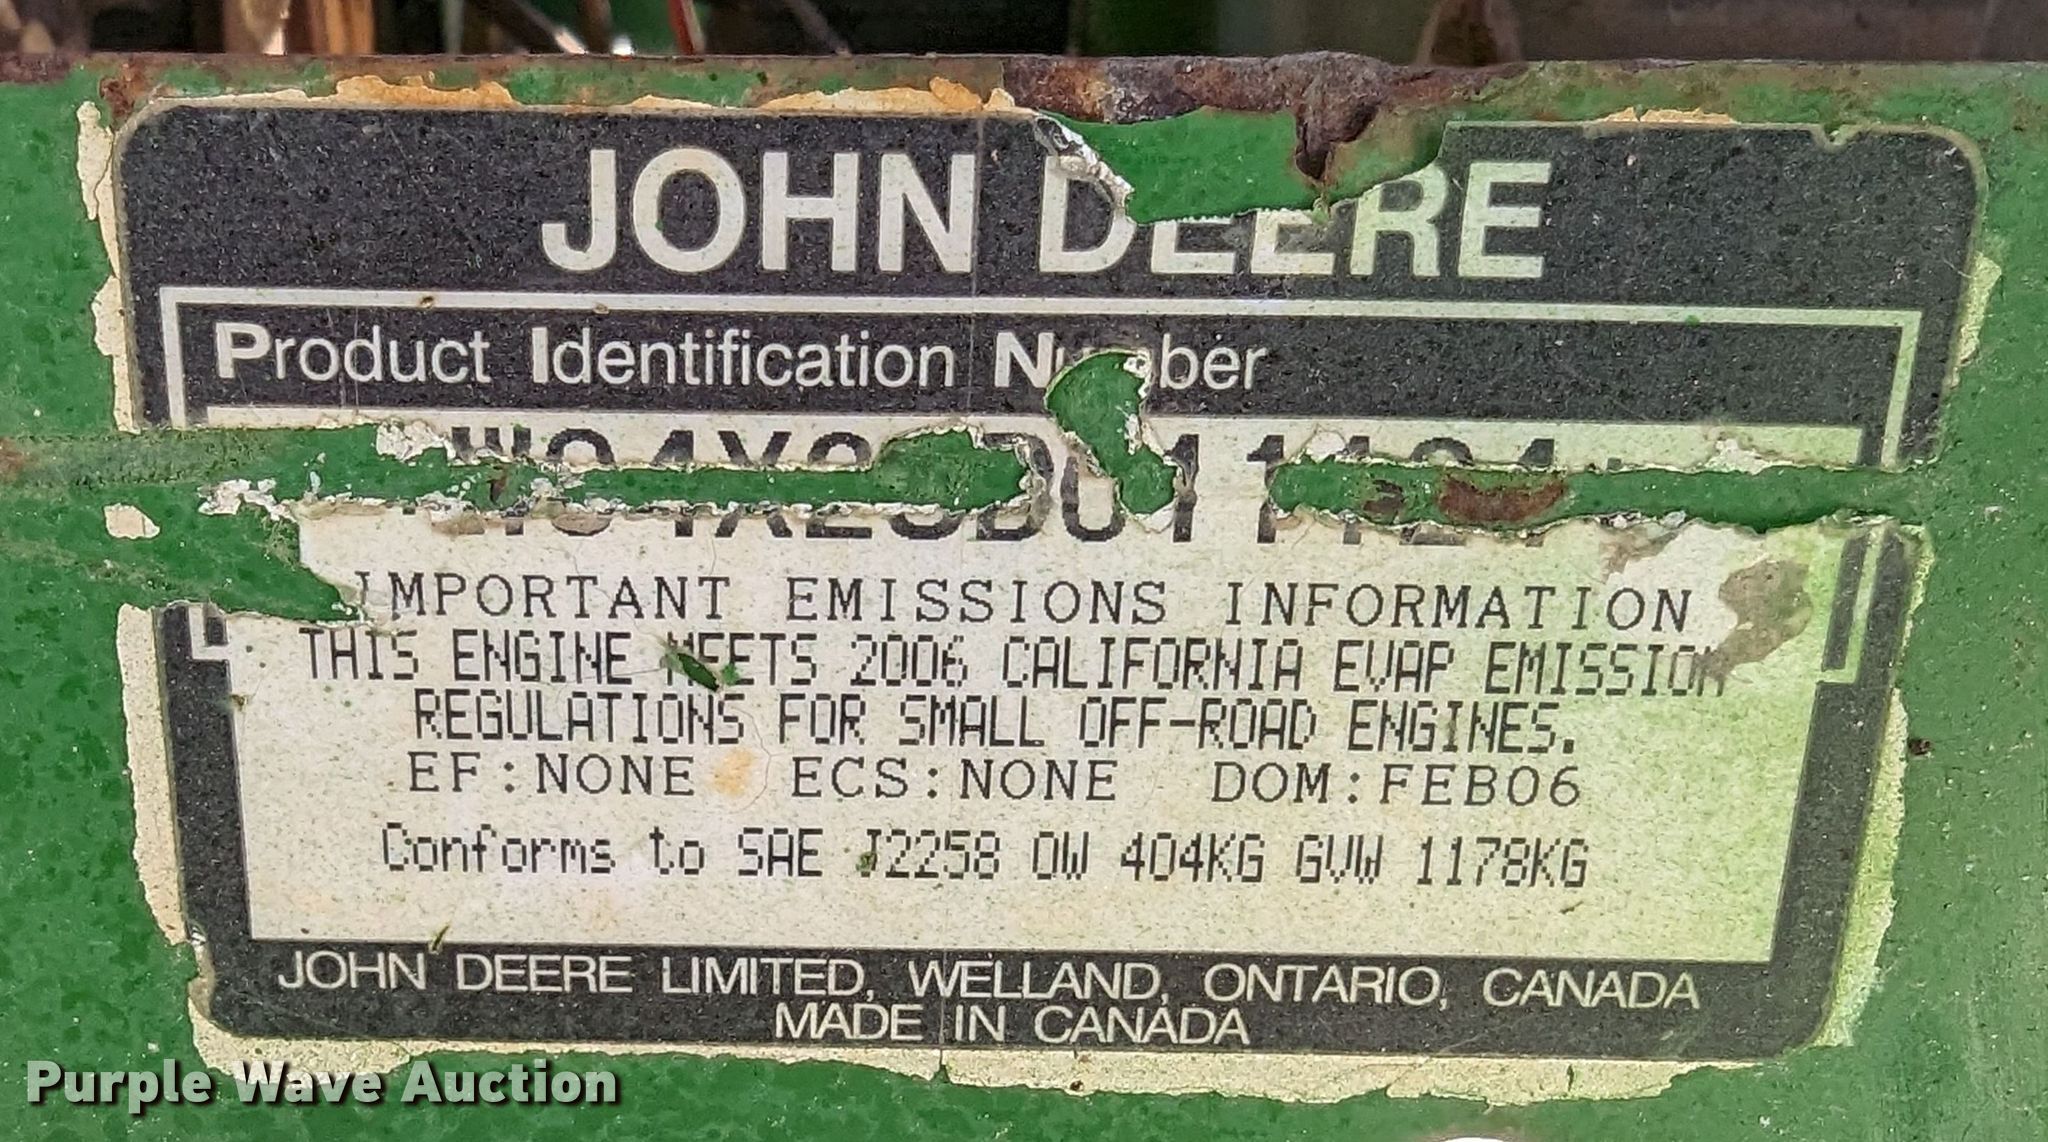 JOHN DEERE
Product Identification Number
IMPORTANT EMISSIONS INFORMATION
THIS ENGINE MEETS 2006 CALIFORNIA EVAP EMISSION
REGULATIONS FOR SMALL OFF-ROAD ENGINES.
EF:NONE ECS:NONE DOM:FEB06
Conforms to SAE J2258 OW 404KG GVW 1178KG
JOHN DEERE LIMITED, WELLAND, ONTARIO, CANADA
MADE IN CANADA
Purple Wave Auction